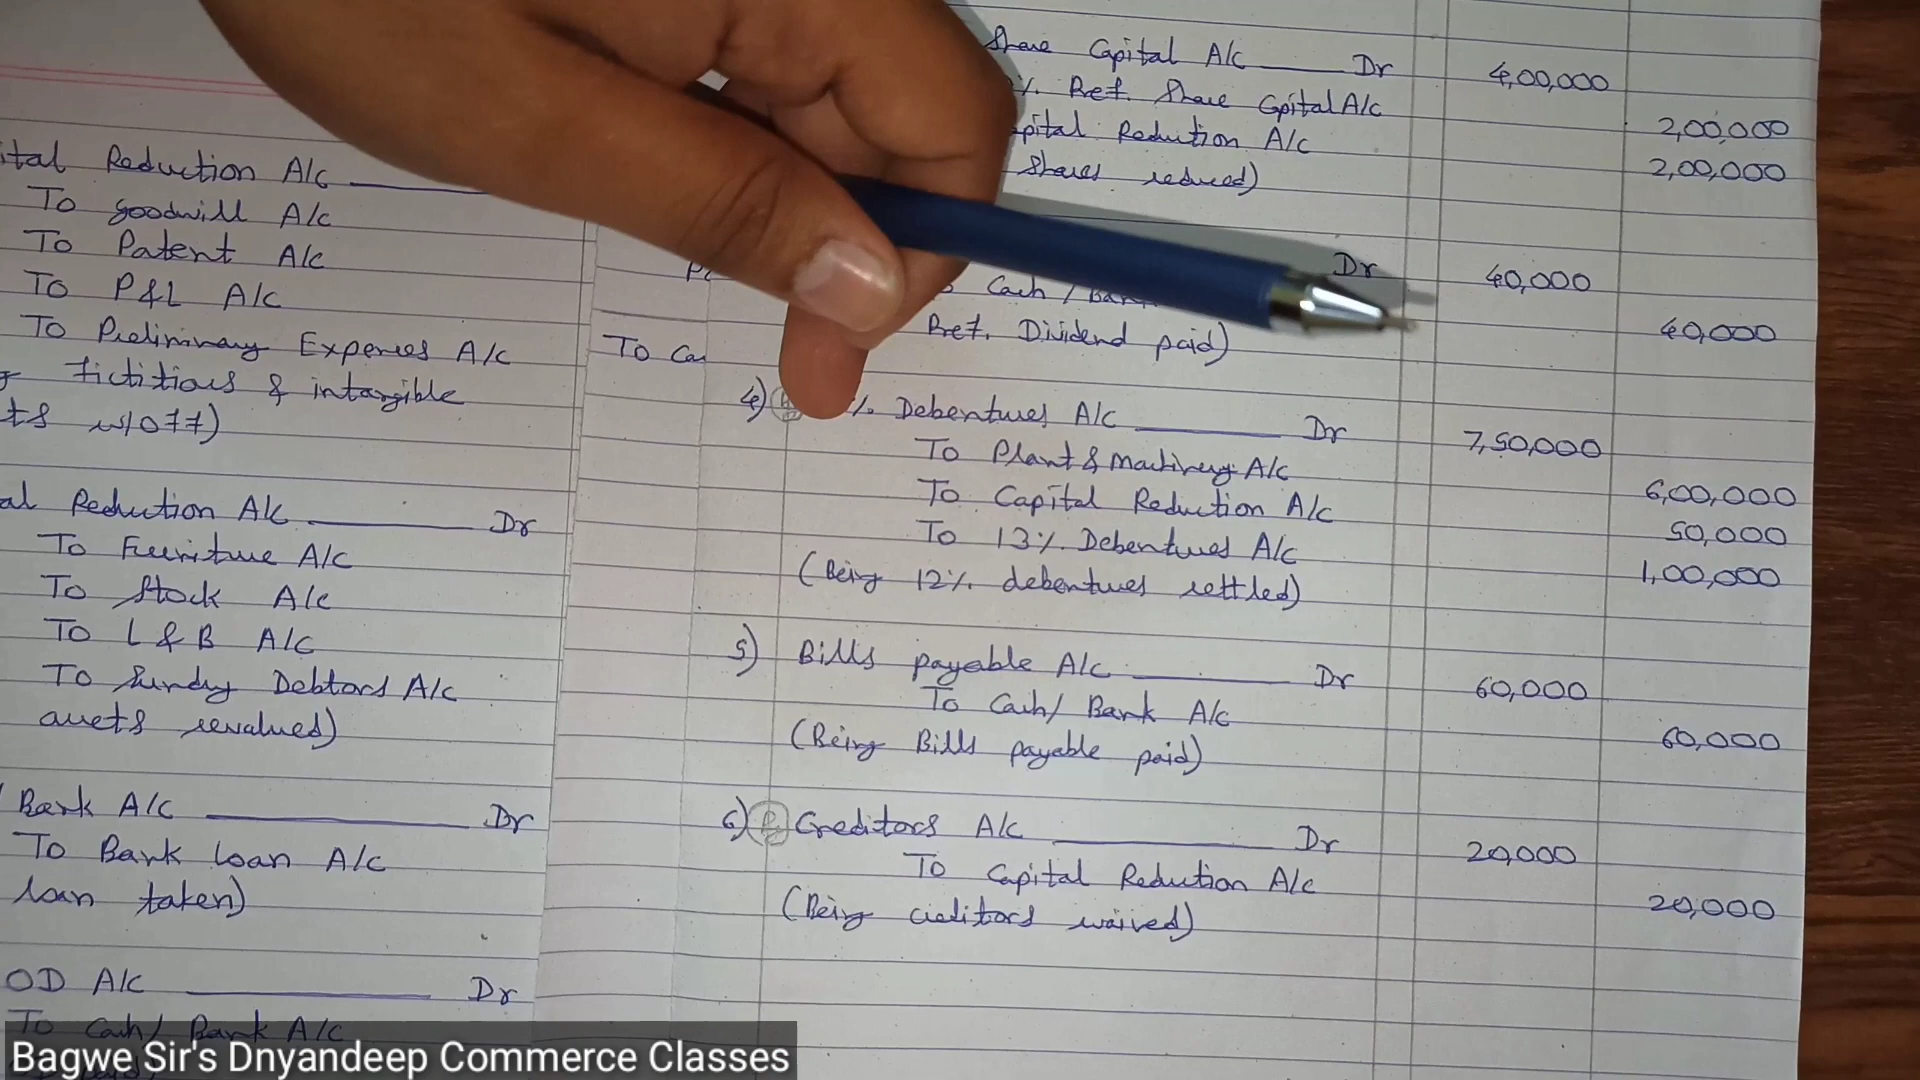 ital Reduction A/c
To Goodwill A/c
To Patent A/c
To P&L A/c
To Preliminary Expenses A/c
fictitious & intangible
ts w/off)
al Reduction A/c Dr
To Furniture A/c
To Stock A/c
To L & B A/c
To Sundry Debtors A/c
assets revalued)
Bank A/c Dr
To Bank loan A/c
loan taken)
OD A/c Dr
To Cash/ Bank A/c
To Ca
Share Capital A/c Dr 4,00,000
% Pref. Share Capital A/c 2,00,000
pital Reduction A/c 2,00,000
Shares reduced)
Dr 40,000
Cash / Bank 40,000
Pref. Dividend paid)
4) % Debentures A/c Dr 7,50,000
To Plant & Machinery A/c 6,00,000
To Capital Reduction A/c 50,000
To 13% Debentures A/c 1,00,000
(Being 12% debentures settled)
5) Bills payable A/c Dr 60,000
To Cash/ Bank A/c 60,000
(Being Bills payable paid)
6) Creditors A/c Dr 20,000
To Capital Reduction A/c 20,000
(Being creditors waived)
Bagwe Sir's Dnyandeep Commerce Classes